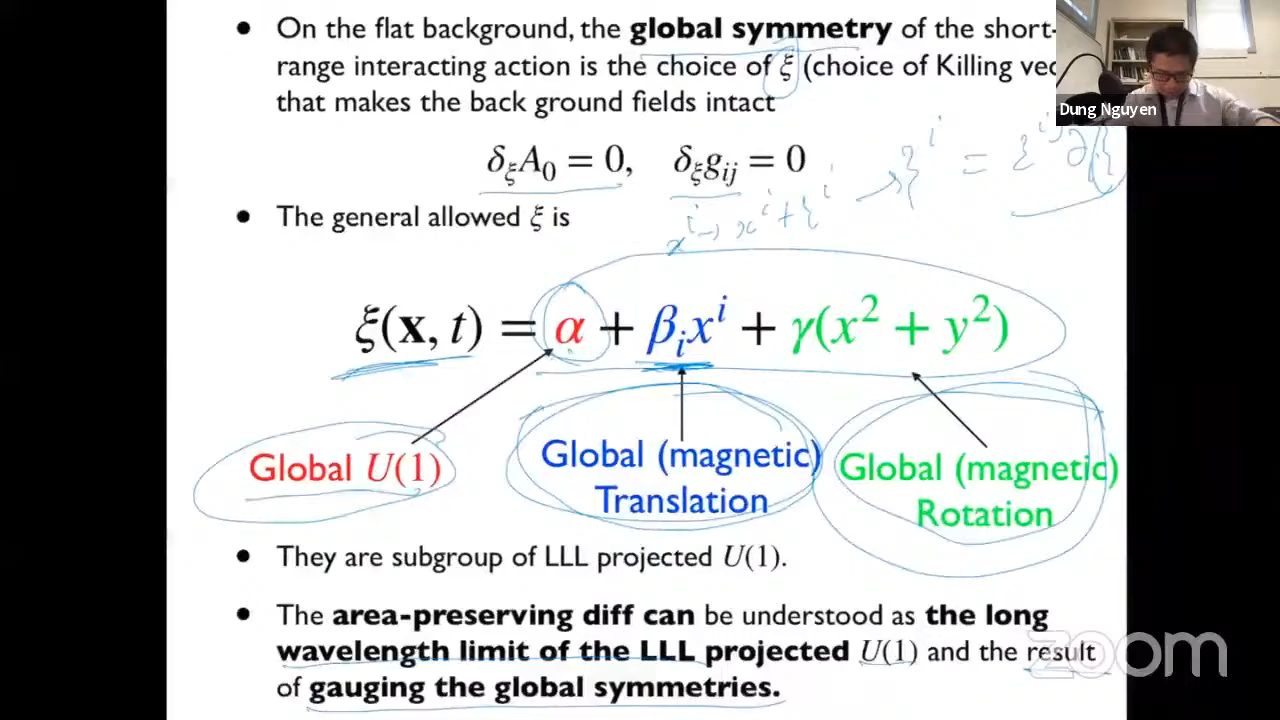 • On the flat background, the global symmetry of the short-
range interacting action is the choice of ξ (choice of Killing vec
that makes the back ground fields intact
Dung Nguyen
δ_ξA₀ = 0, δ_ξg_ij = 0
• The general allowed ξ is
x^i → x^i + ξ^i
ξ(x, t) = α + β_i x^i + γ(x² + y²)
Global U(1)
Global (magnetic)
Translation
Global (magnetic)
Rotation
• They are subgroup of LLL projected U(1).
• The area-preserving diff can be understood as the long
wavelength limit of the LLL projected U(1) and the result
of gauging the global symmetries.
zoom